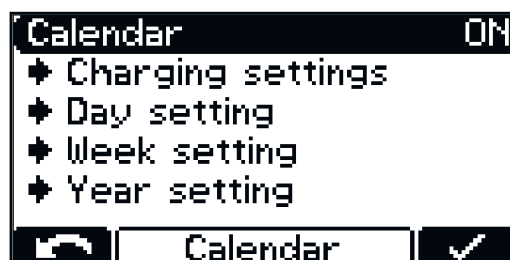 Calendar ON
Charging settings
Day setting
Week setting
Year setting
Calendar